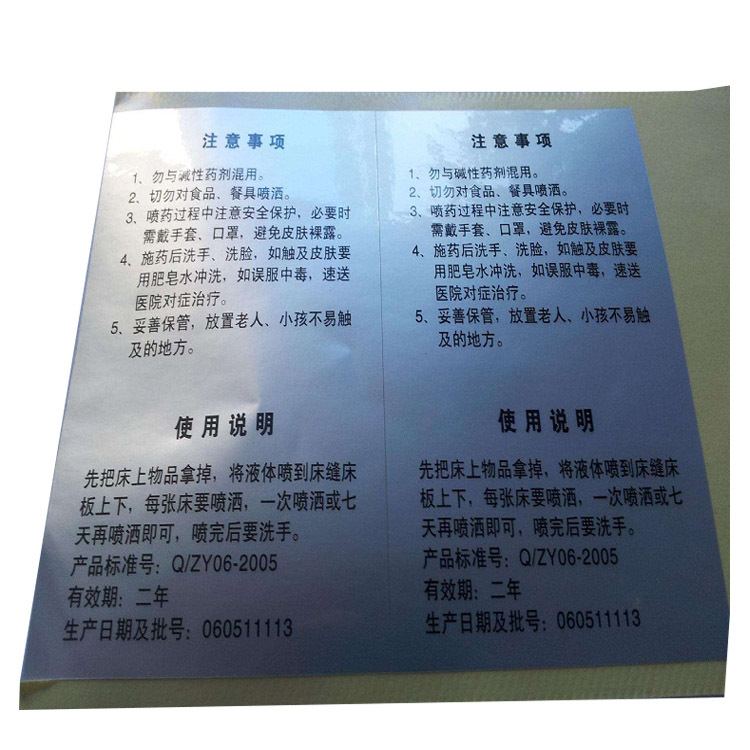 注意事项
1、勿与碱性药剂混用。
2、切勿对食品、餐具喷洒。
3、喷药过程中注意安全保护，必要时
需戴手套、口罩，避免皮肤裸露。
4、施药后洗手、洗脸，如触及皮肤要
用肥皂水冲洗，如误服中毒，速送
医院对症治疗。
5、妥善保管，放置老人、小孩不易触
及的地方。
使用说明
先把床上物品拿掉，将液体喷到床缝床
板上下，每张床要喷洒，一次喷洒或七
天再喷洒即可，喷完后要洗手。
产品标准号：Q/ZY06-2005
有效期：二年
生产日期及批号：060511113
注意事项
1、勿与碱性药剂混用。
2、切勿对食品、餐具喷洒。
3、喷药过程中注意安全保护，必要时
需戴手套、口罩，避免皮肤裸露。
4、施药后洗手、洗脸，如触及皮肤要
用肥皂水冲洗，如误服中毒，速送
医院对症治疗。
5、妥善保管，放置老人、小孩不易触
及的地方。
使用说明
先把床上物品拿掉，将液体喷到床缝床
板上下，每张床要喷洒，一次喷洒或七
天再喷洒即可，喷完后要洗手。
产品标准号：Q/ZY06-2005
有效期：二年
生产日期及批号：060511113